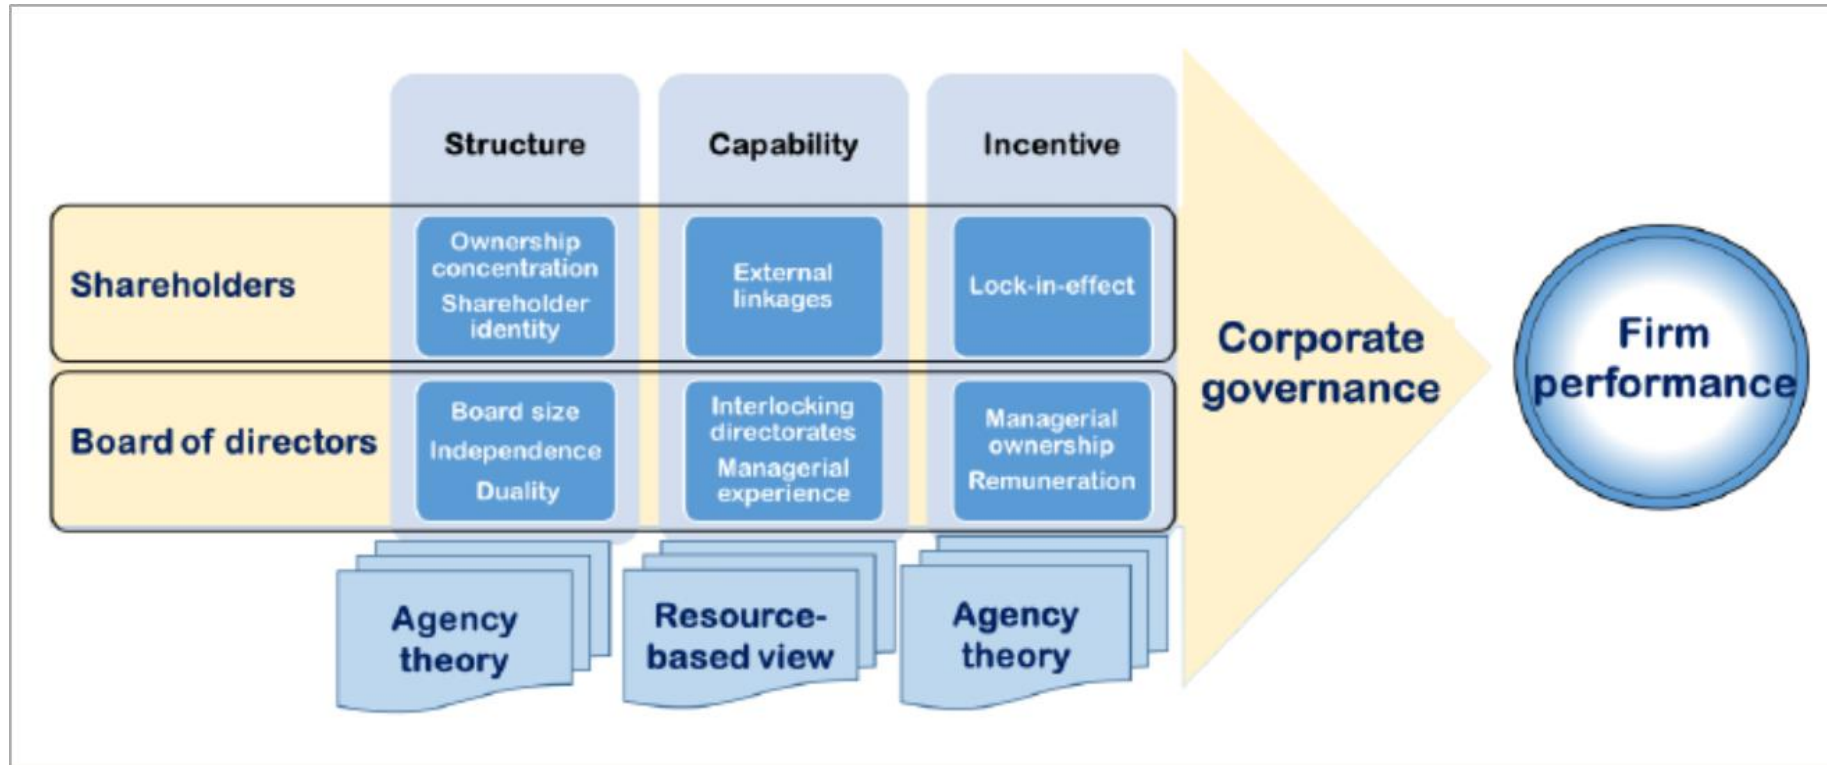 Structure
Capability
Incentive
Shareholders
Ownership
concentration
Shareholder
identity
External
linkages
Lock-in-effect
Board of directors
Board size
Independence
Duality
Interlocking
directorates
Managerial
experience
Managerial
ownership
Remuneration
Agency
theory
Resource-
based view
Agency
theory
Corporate
governance
Firm
performance